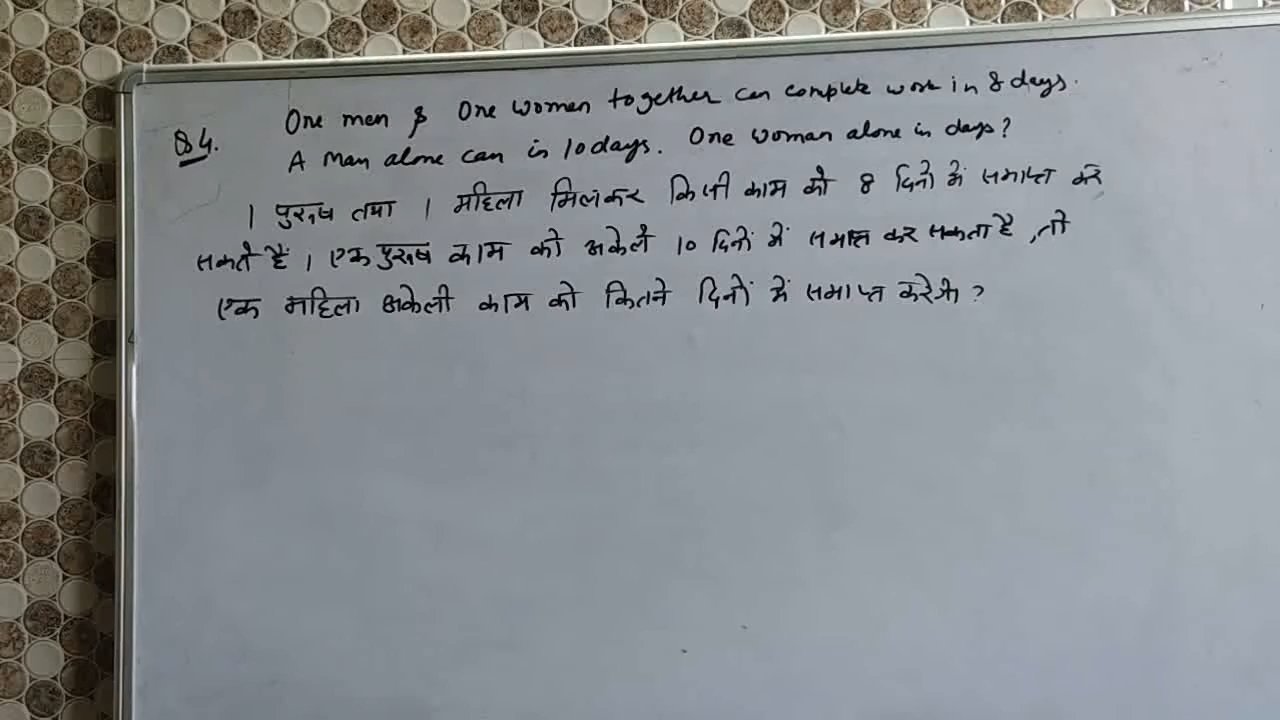 Q4. One men & One women together can complete work in 8 days.
A Man alone can in 10 days. One woman alone in days?
1 पुरूष तथा 1 महिला मिलंकर किसी काम को 8 दिनो में समाप्त कर
सकते हैं । एक पुरूष काम को अकेले 10 दिनों में समाप्त कर सकता है , तो
एक महिला अकेली काम को कितने दिनों में समाप्त करेगी ?